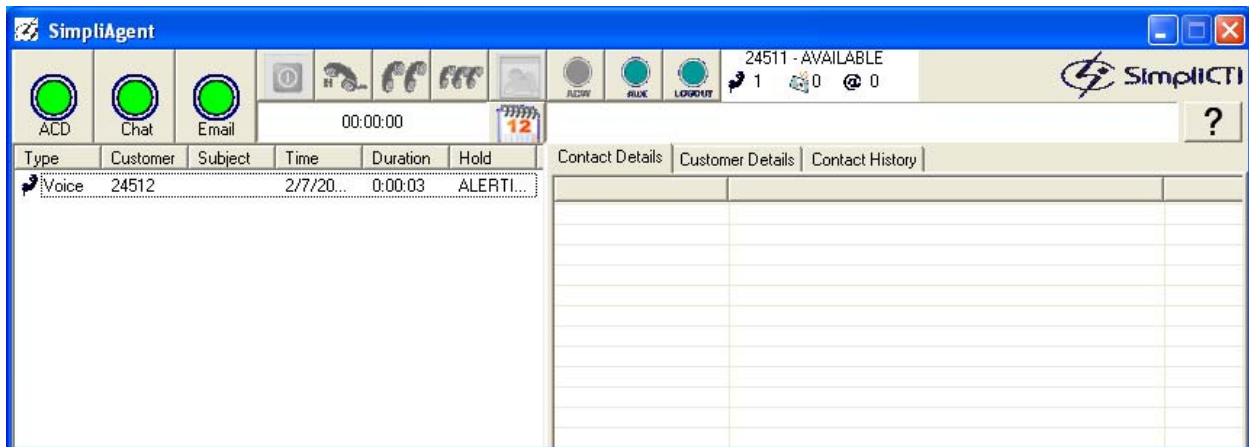 SimpliAgent
24511 - AVAILABLE
1 0 @ 0
SimpliCTI
H
ACW AUX LOGOUT
ACD Chat Email
00:00:00
12
?
Type Customer Subject Time Duration Hold
Contact Details Customer Details Contact History
Voice 24512 2/7/20... 0:00:03 ALERTI...